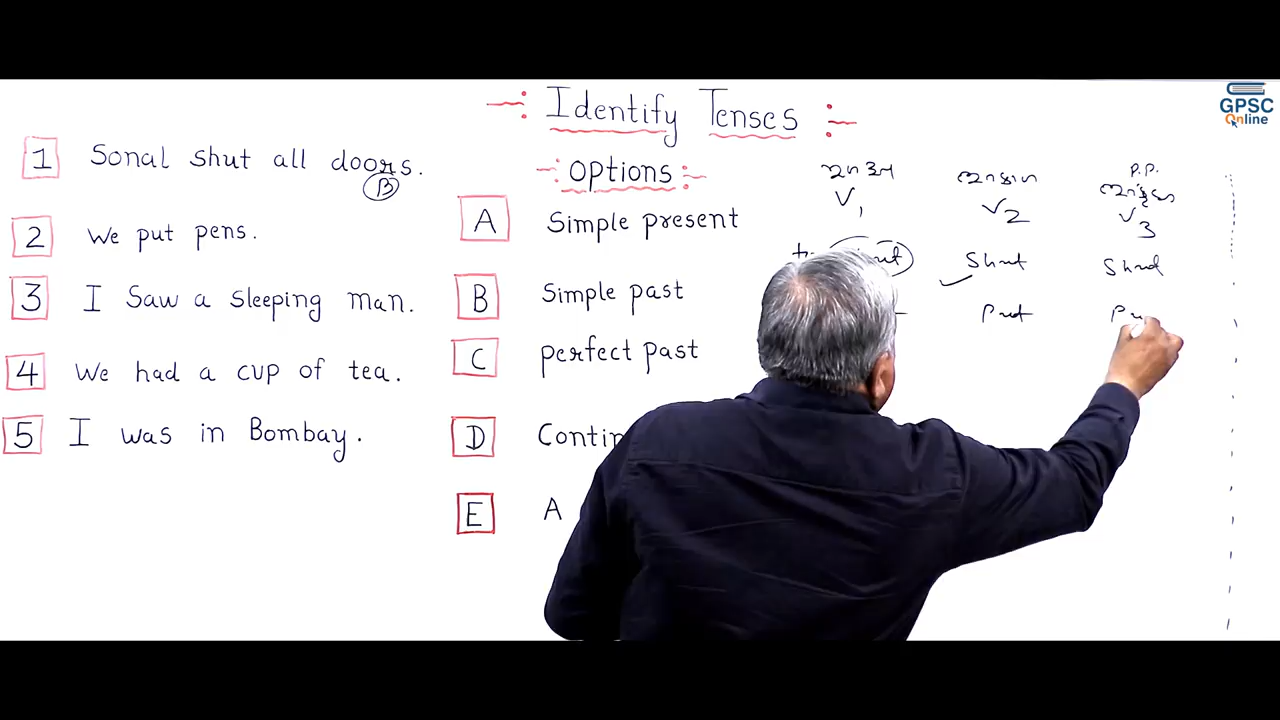 Identify Tenses
GPSC
Online
1 Sonal shut all doors.
B
2 We put pens.
3 I Saw a sleeping man.
4 We had a cup of tea.
5 I was in Bombay.
options
A Simple present
B Simple past
C perfect past
D
E A
P.P.
V1 V2 V3
Shut Shut
Put